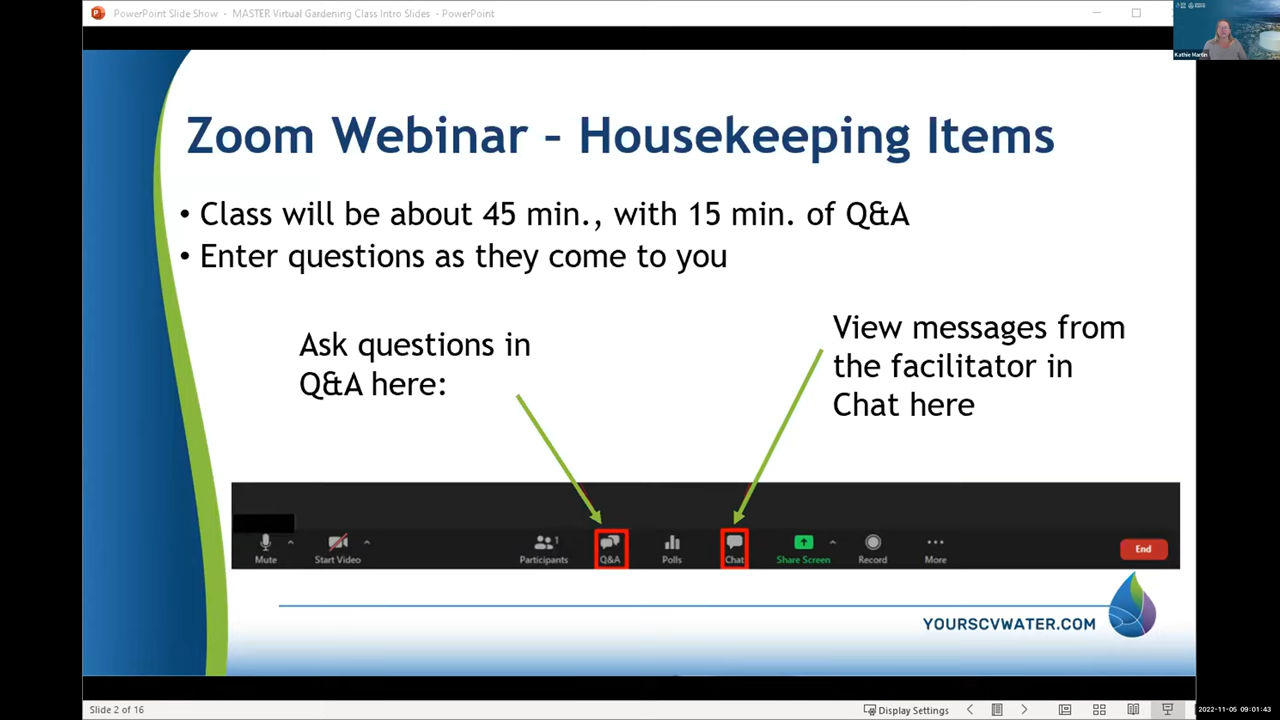 PowerPoint Slide Show - MASTER Virtual Gardening Class Intro Slides - PowerPoint
Kathie Martin
Zoom Webinar – Housekeeping Items
• Class will be about 45 min., with 15 min. of Q&A
• Enter questions as they come to you
Ask questions in
Q&A here:
View messages from
the facilitator in
Chat here
Mute
Start Video
Participants 1
Q&A
Polls
Chat
Share Screen
Record
More
End
YOURSCVWATER.COM
Slide 2 of 16
Display Settings
2022-11-05 09:01:43